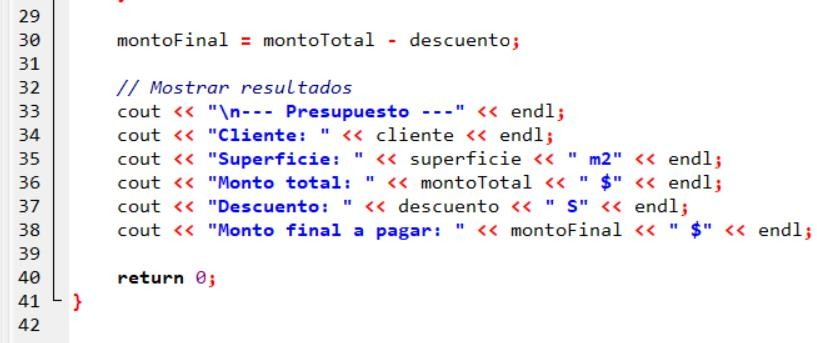 29
30 montoFinal = montoTotal - descuento;
31
32 // Mostrar resultados
33 cout << "\n--- Presupuesto ---" << endl;
34 cout << "Cliente: " << cliente << endl;
35 cout << "Superficie: " << superficie << " m2" << endl;
36 cout << "Monto total: " << montoTotal << " $" << endl;
37 cout << "Descuento: " << descuento << " S" << endl;
38 cout << "Monto final a pagar: " << montoFinal << " $" << endl;
39
40 return 0;
41 }
42